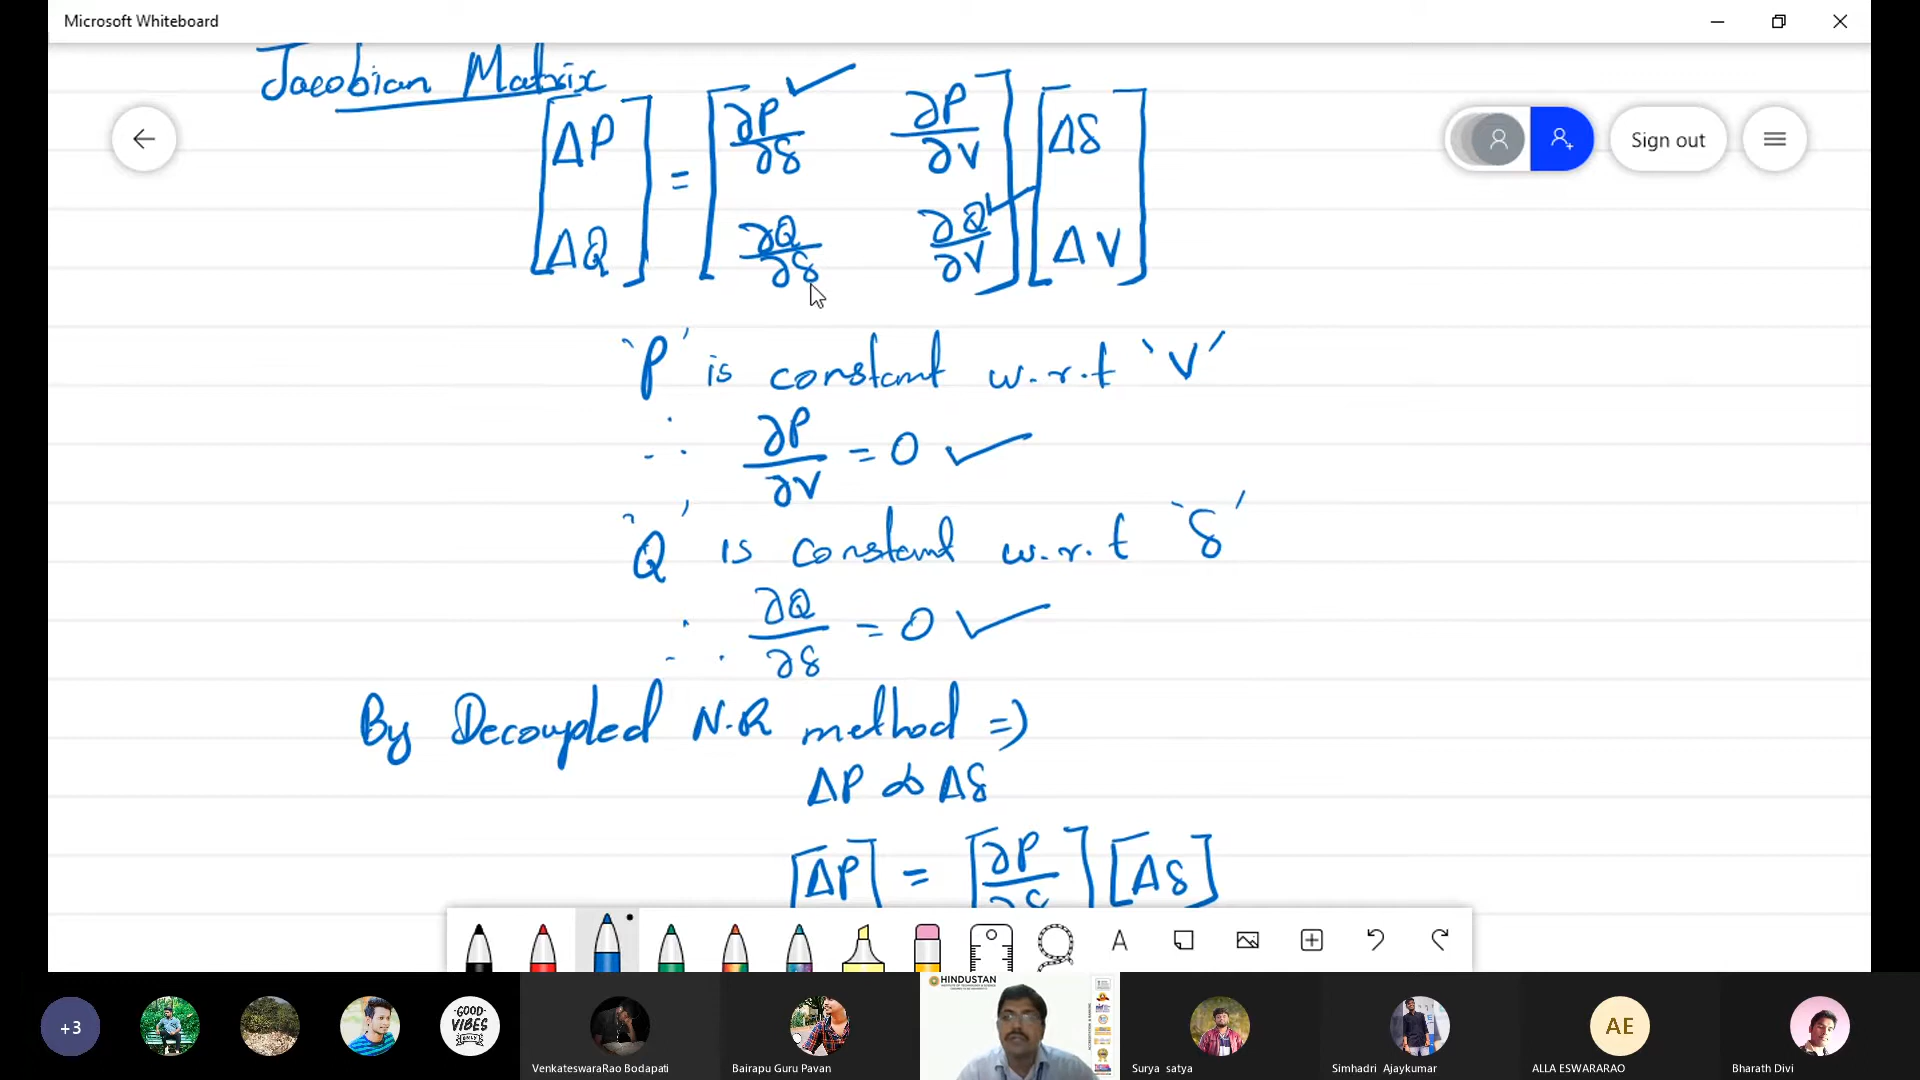 Microsoft Whiteboard
Jacobian Matrix
[ΔP ΔQ] = [∂P/∂δ ✓ ∂P/∂V ∂Q/∂δ ∂Q/∂V ✓] [Δδ ΔV]
Sign out
'P' is constant w.r.t 'V'
∴ ∂P/∂V = 0 ✓
'Q' is constant w.r.t 'δ'
∴ ∂Q/∂δ = 0 ✓
By Decoupled N.R method =)
ΔP ∝ Δδ
[ΔP] = [∂P/∂δ] [Δδ]
A
+3
GOOD
VIBES
ONLY
HINDUSTAN
AE
VenkateswaraRao Bodapati
Bairapu Guru Pavan
Surya satya
Simhadri Ajaykumar
ALLA ESWARARAO
Bharath Divi